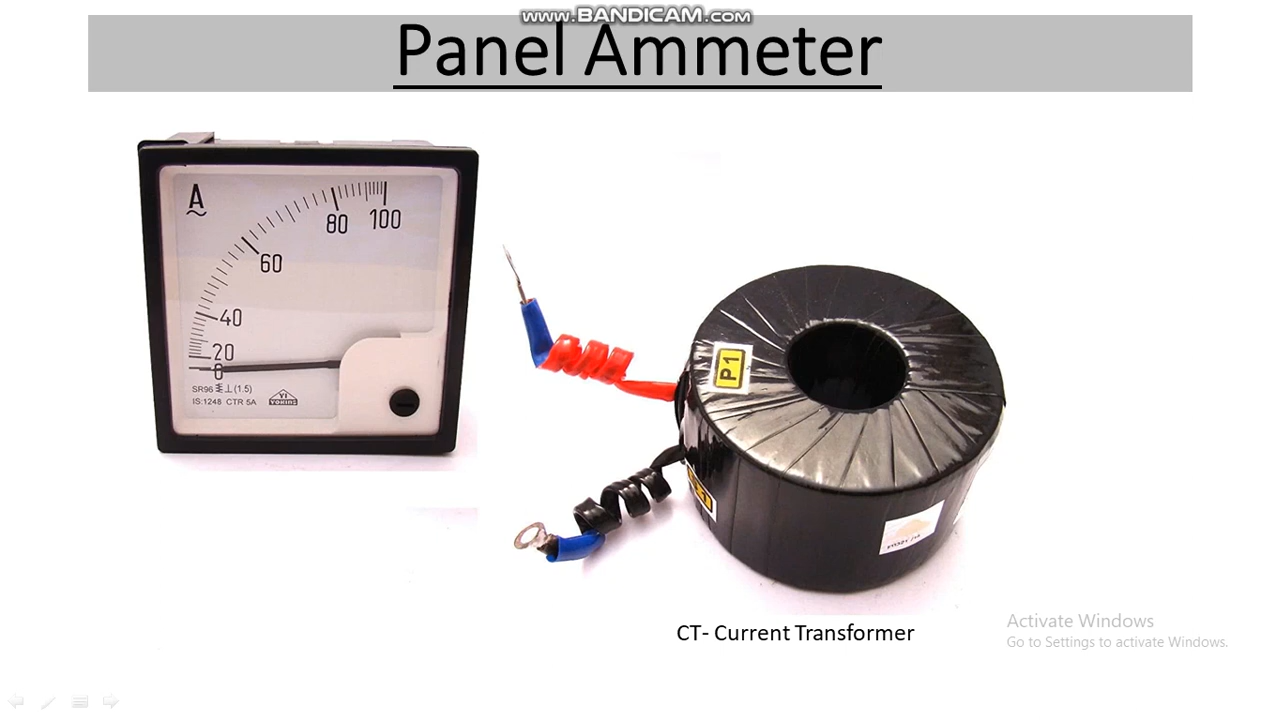 WWW.BANDICAM.COM
Panel Ammeter
A
80 100
60
40
20
0
SR96 (1.5)
IS:1248 CTR 5A
YI
P1
CT- Current Transformer
Activate Windows
Go to Settings to activate Windows.